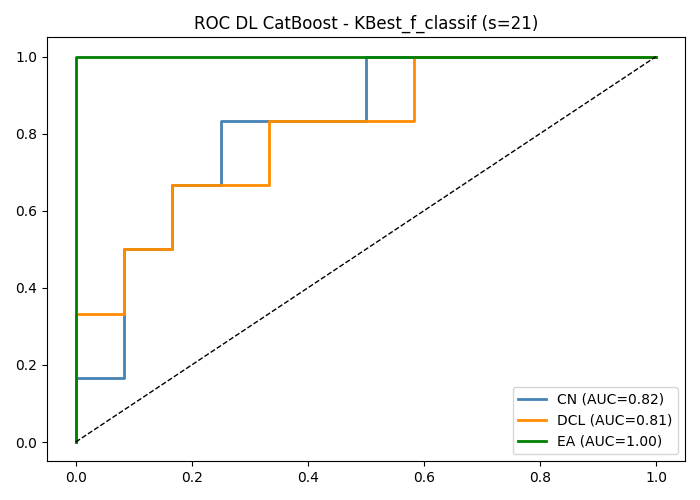 ROC DL CatBoost - KBest_f_classif (s=21)
1.0
0.8
0.6
0.4
0.2
0.0
0.0 0.2 0.4 0.6 0.8 1.0
CN (AUC=0.82)
DCL (AUC=0.81)
EA (AUC=1.00)